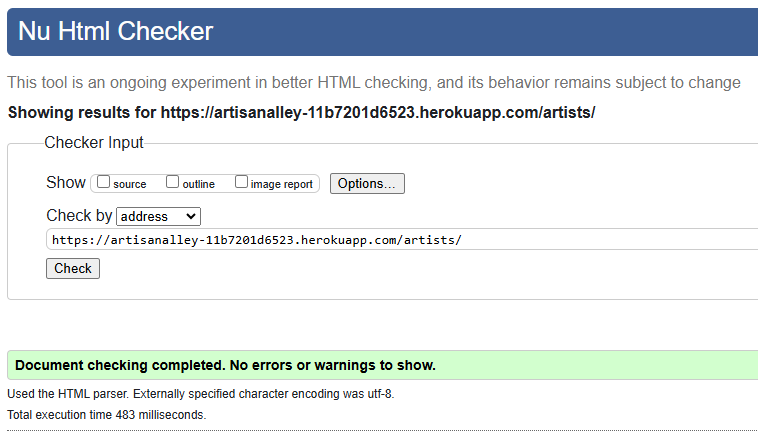 Nu Html Checker
This tool is an ongoing experiment in better HTML checking, and its behavior remains subject to change
Showing results for https://artisanalley-11b7201d6523.herokuapp.com/artists/
Checker Input
Show source outline image report Options...
Check by address
https://artisanalley-11b7201d6523.herokuapp.com/artists/
Check
Document checking completed. No errors or warnings to show.
Used the HTML parser. Externally specified character encoding was utf-8.
Total execution time 483 milliseconds.